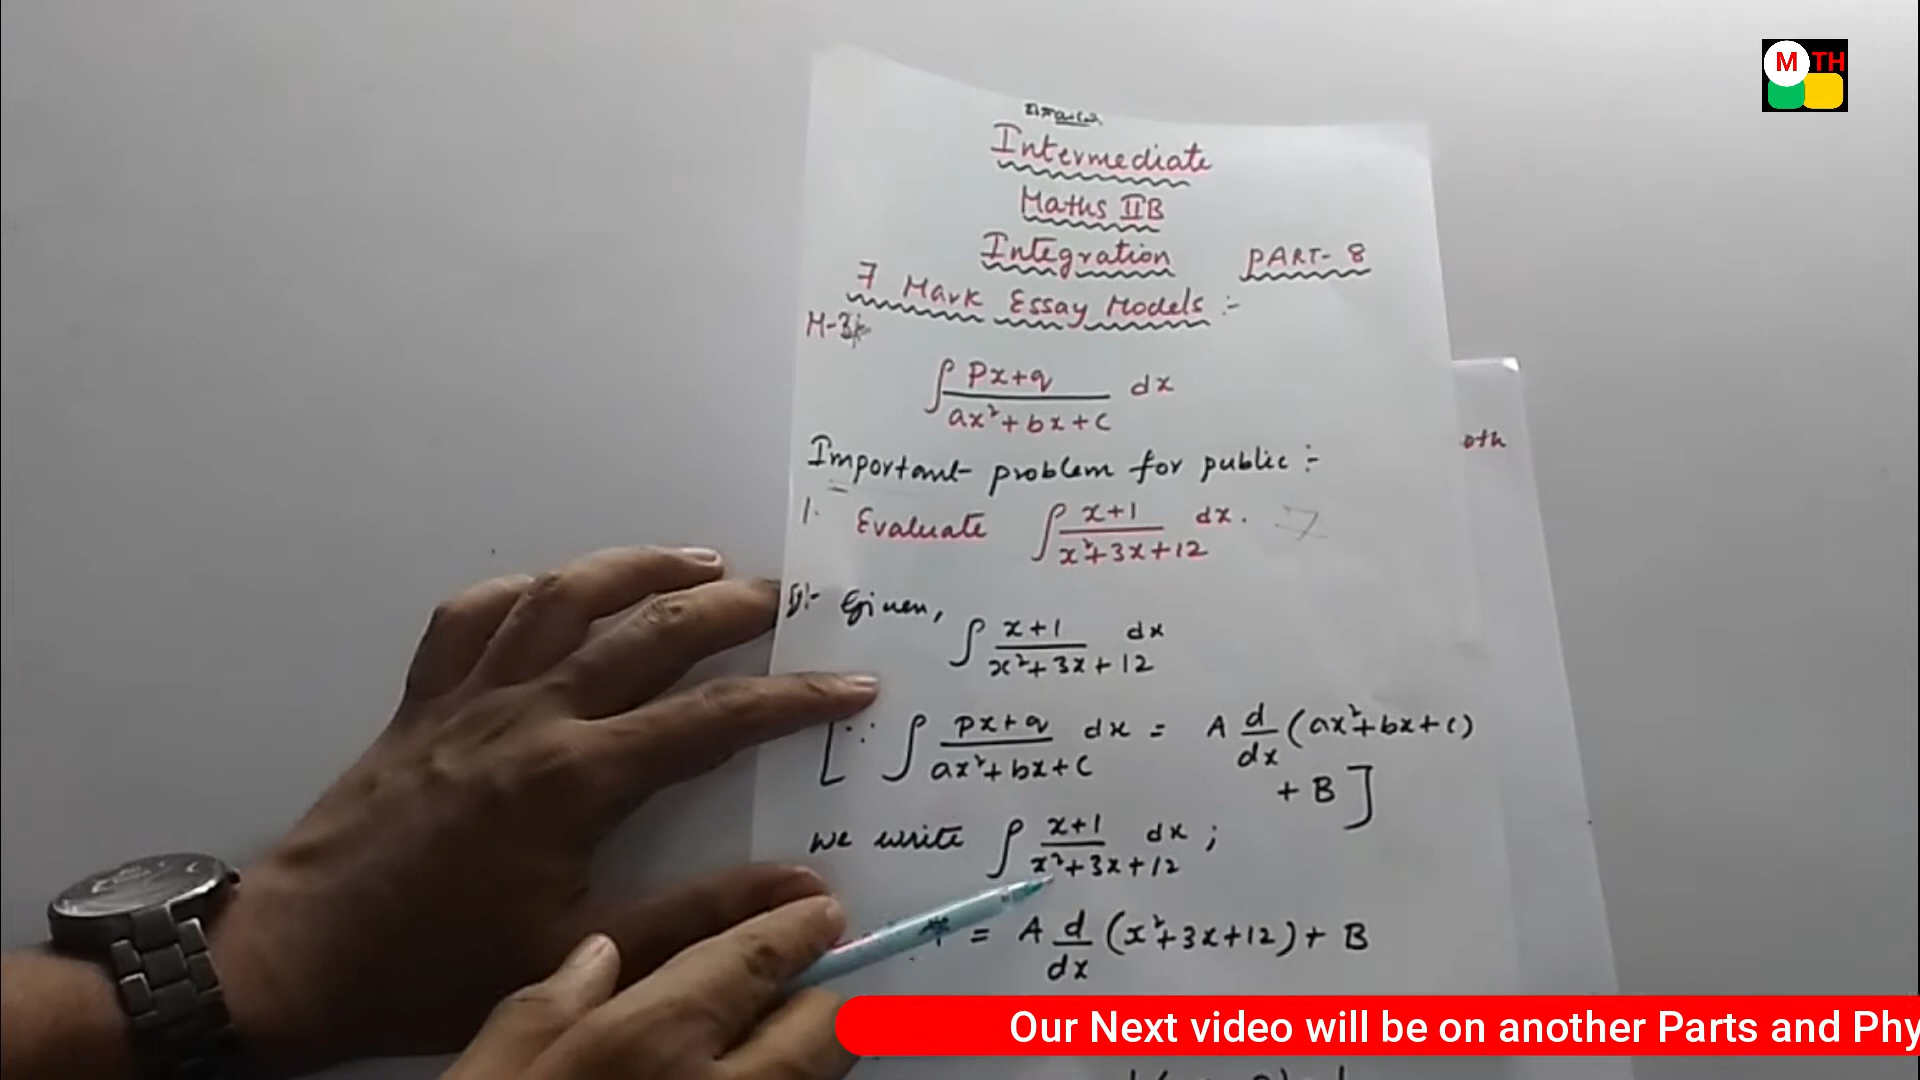 M TH
Intermediate
Maths IIB
Integration PART-8
7 Mark Essay Models :-
M-3
∫ Px+q / ax²+bx+c dx
Important problem for public :-
1. Evaluate ∫ x+1 / x²+3x+12 dx.
Given,
∫ x+1 / x²+3x+12 dx
[∵ ∫ px+q / ax²+bx+c dx = A d/dx (ax²+bx+c)
+ B ]
we write ∫ x+1 / x²+3x+12 dx ;
= A d/dx (x²+3x+12) + B
oth
Our Next video will be on another Parts and Phy